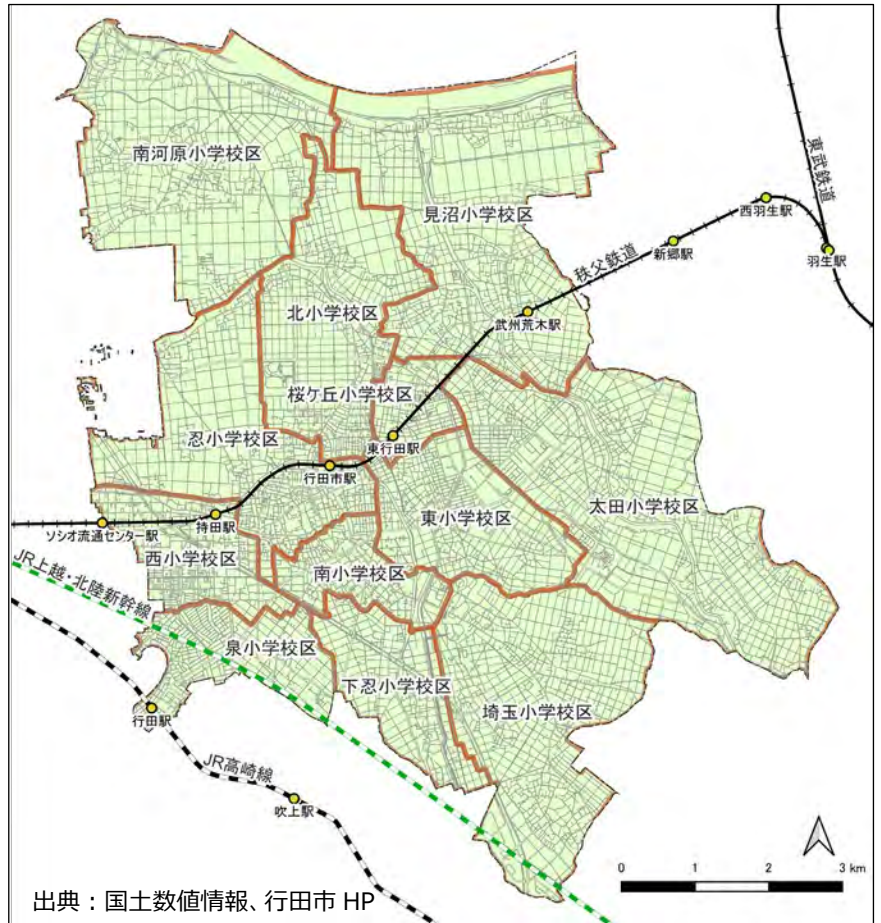 東武鉄道
南河原小学校区
西羽生駅
見沼小学校区
新郷駅
羽生駅
秩父鉄道
北小学校区
武州荒木駅
桜ケ丘小学校区
忍小学校区
東行田駅
行田市駅
太田小学校区
持田駅
東小学校区
ソシオ流通センター駅
西小学校区
JR上越・北陸新幹線
南小学校区
泉小学校区
下忍小学校区
行田駅
埼玉小学校区
JR高崎線
吹上駅
0 1 2 3 km
出典：国土数値情報、行田市 HP